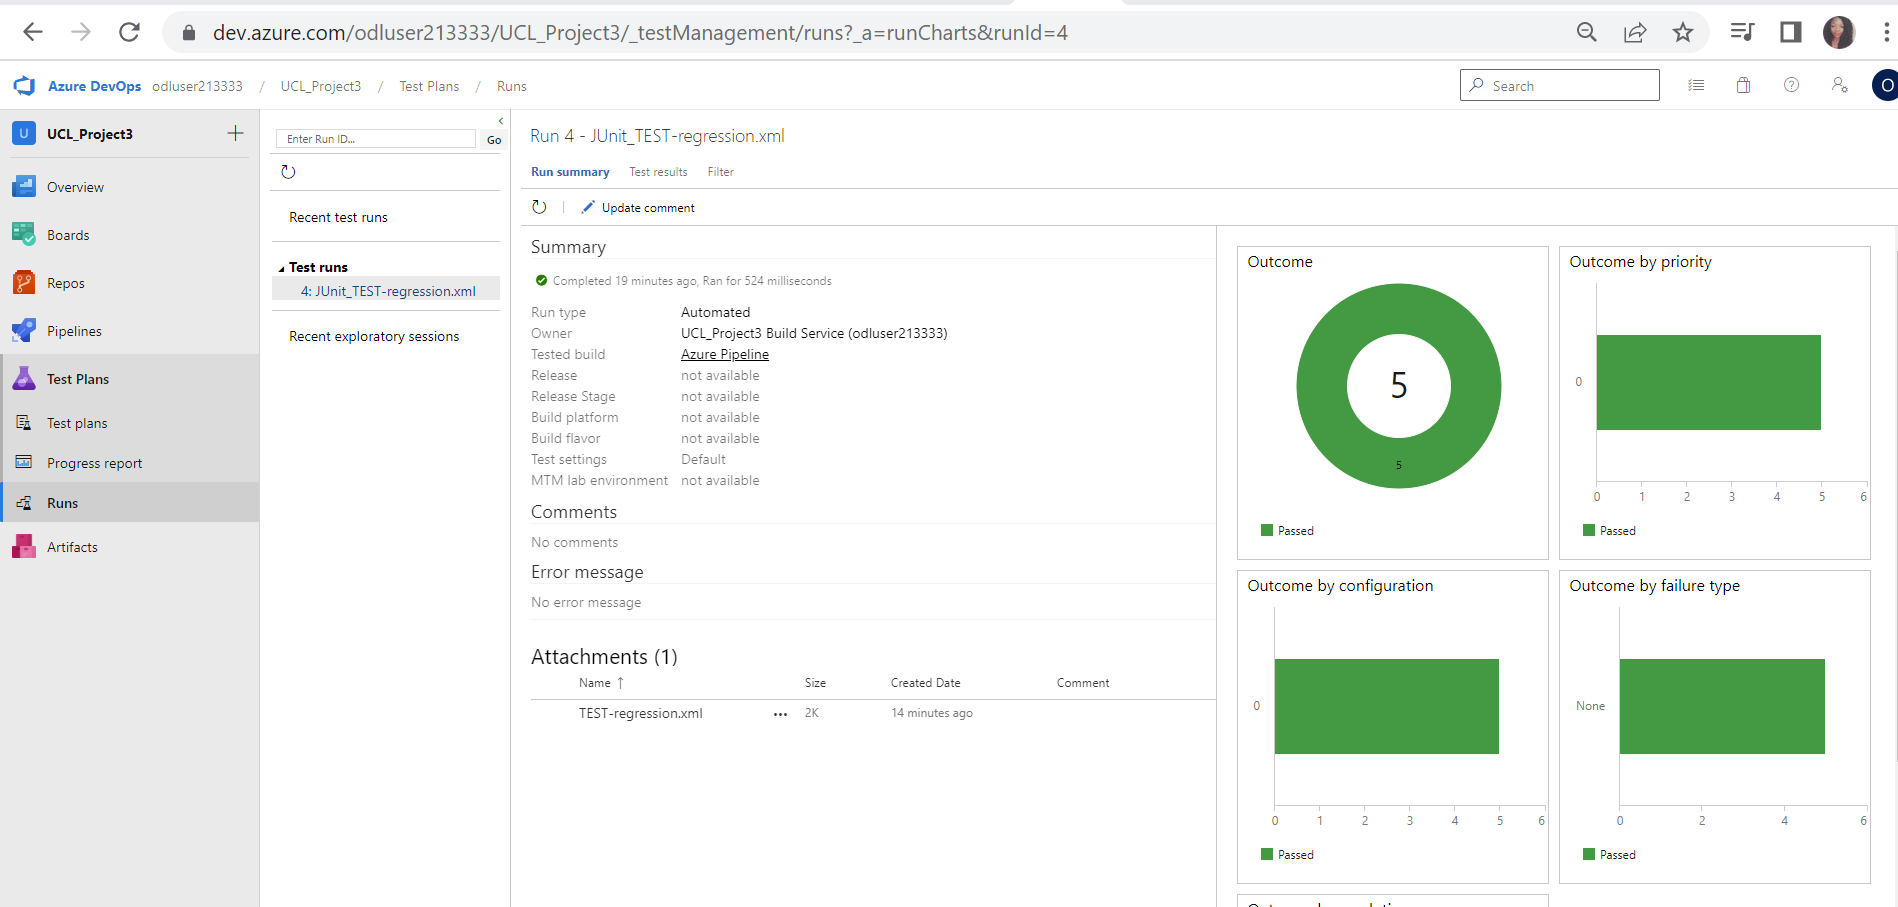 dev.azure.com/odluser213333/UCL_Project3/_testManagement/runs?_a=runCharts&runId=4
Azure DevOps odluser213333 / UCL_Project3 / Test Plans / Runs
Search
O
U UCL_Project3
Overview
Boards
Repos
Pipelines
Test Plans
Test plans
Progress report
Runs
Artifacts
Enter Run ID...
Go
Recent test runs
Test runs
4: JUnit_TEST-regression.xml
Recent exploratory sessions
Run 4 - JUnit_TEST-regression.xml
Run summary Test results Filter
Update comment
Summary
Completed 19 minutes ago, Ran for 524 milliseconds
Run type Automated
Owner UCL_Project3 Build Service (odluser213333)
Tested build Azure Pipeline
Release not available
Release Stage not available
Build platform not available
Build flavor not available
Test settings Default
MTM lab environment not available
Comments
No comments
Error message
No error message
Attachments (1)
Name ↑ Size Created Date Comment
TEST-regression.xml ... 2K 14 minutes ago
Outcome
5
5
Passed
Outcome by priority
0
0 1 2 3 4 5 6
Passed
Outcome by configuration
0
0 1 2 3 4 5 6
Passed
Outcome by failure type
None
0 2 4 6
Passed